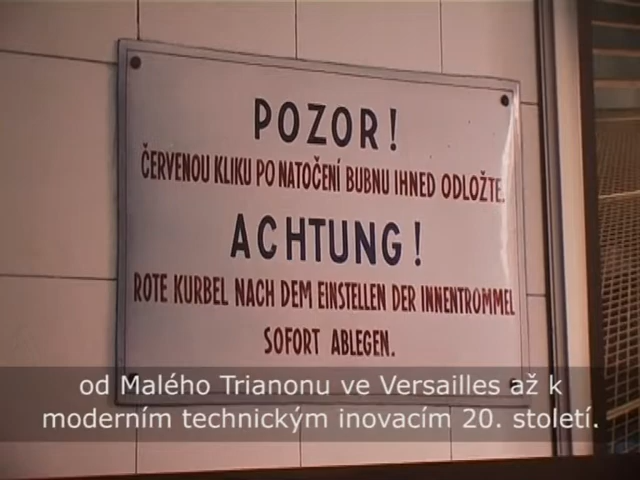 POZOR!
ČERVENOU KLIKU PO NATOČENÍ BUBNU IHNED ODLOŽTE.
ACHTUNG!
ROTE KURBEL NACH DEM EINSTELLEN DER INNENTROMMEL
SOFORT ABLEGEN.
od Malého Trianonu ve Versailles až k
moderním technickým inovacím 20. století.